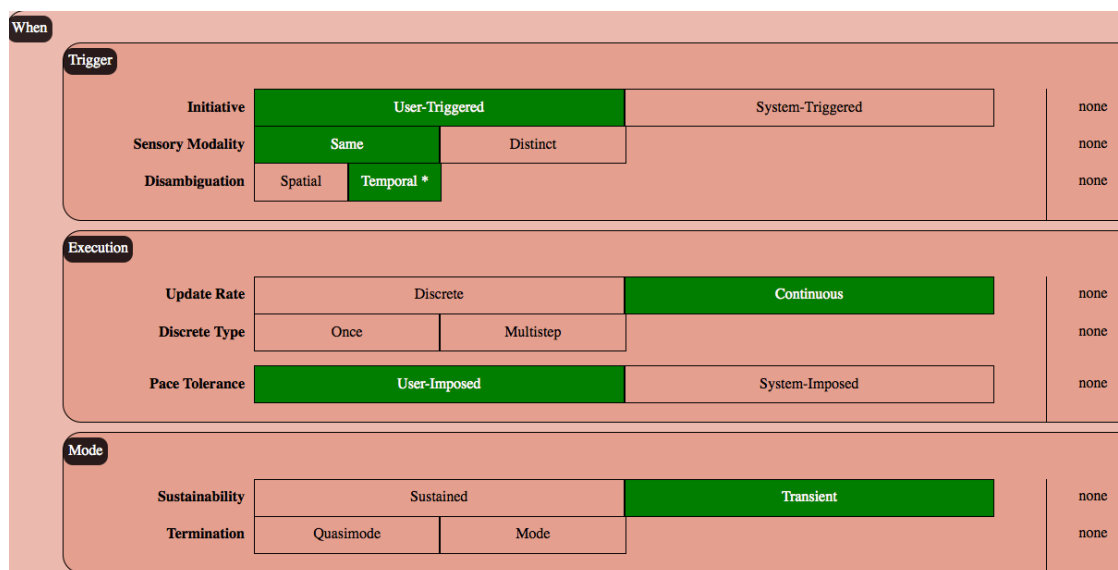 When
Trigger
Initiative User-Triggered System-Triggered none
Sensory Modality Same Distinct none
Disambiguation Spatial Temporal * none
Execution
Update Rate Discrete Continuous none
Discrete Type Once Multistep none
Pace Tolerance User-Imposed System-Imposed none
Mode
Sustainability Sustained Transient none
Termination Quasimode Mode none